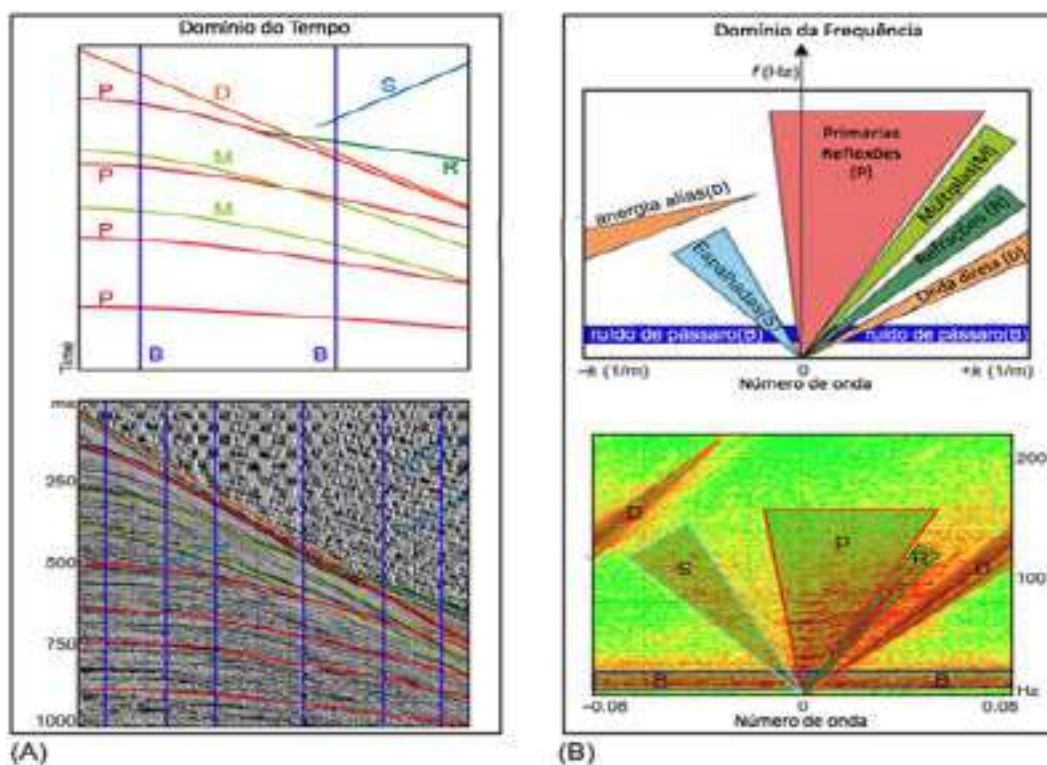 Domínio do Tempo
P
D
S
M
P
R
M
P
P
B
B
Time
ms
250
500
750
1000
(A)
Domínio da Frequência
f (Hz)
Primárias
Reflexões
(P)
Múltiplas(M)
Refrações (R)
Onda direta (D)
energia alias(D)
Espalhadas(S)
ruído de pássaro(B)
ruído de pássaro(B)
-k (1/m)
0
+k (1/m)
Número de onda
200
D
P
R
S
D
100
B
B
Hz
-0.08
0
0.08
Número de onda
(B)